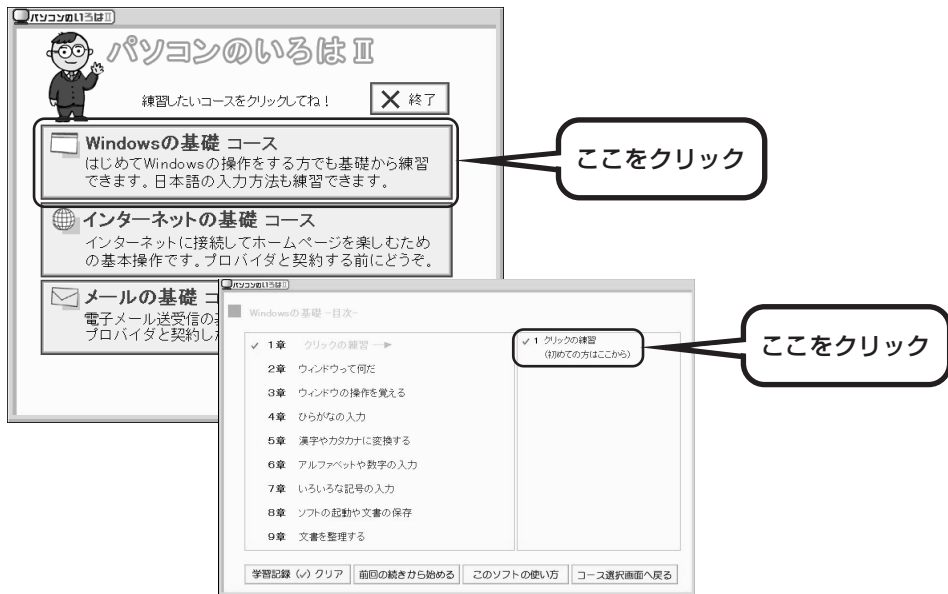 パソコンのいろはⅡ
パソコンのいろはⅡ
練習したいコースをクリックしてね！
終了
Windowsの基礎 コース
はじめてWindowsの操作をする方でも基礎から練習
できます。日本語の入力方法も練習できます。
ここをクリック
インターネットの基礎 コース
インターネットに接続してホームページを楽しむため
の基本操作です。プロバイダと契約する前にどうぞ。
メールの基礎 コ
電子メール送受信の
プロバイダと契約した
パソコンのいろはⅡ
Windowsの基礎 -目次-
✓ 1章 クリックの練習 →
2章 ウィンドウって何だ
3章 ウィンドウの操作を覚える
4章 ひらがなの入力
5章 漢字やカタカナに変換する
6章 アルファベットや数字の入力
7章 いろいろな記号の入力
8章 ソフトの起動や文書の保存
9章 文書を整理する
✓ 1 クリックの練習
(初めての方はここから)
ここをクリック
学習記録（✓）クリア
前回の続きから始める
このソフトの使い方
コース選択画面へ戻る